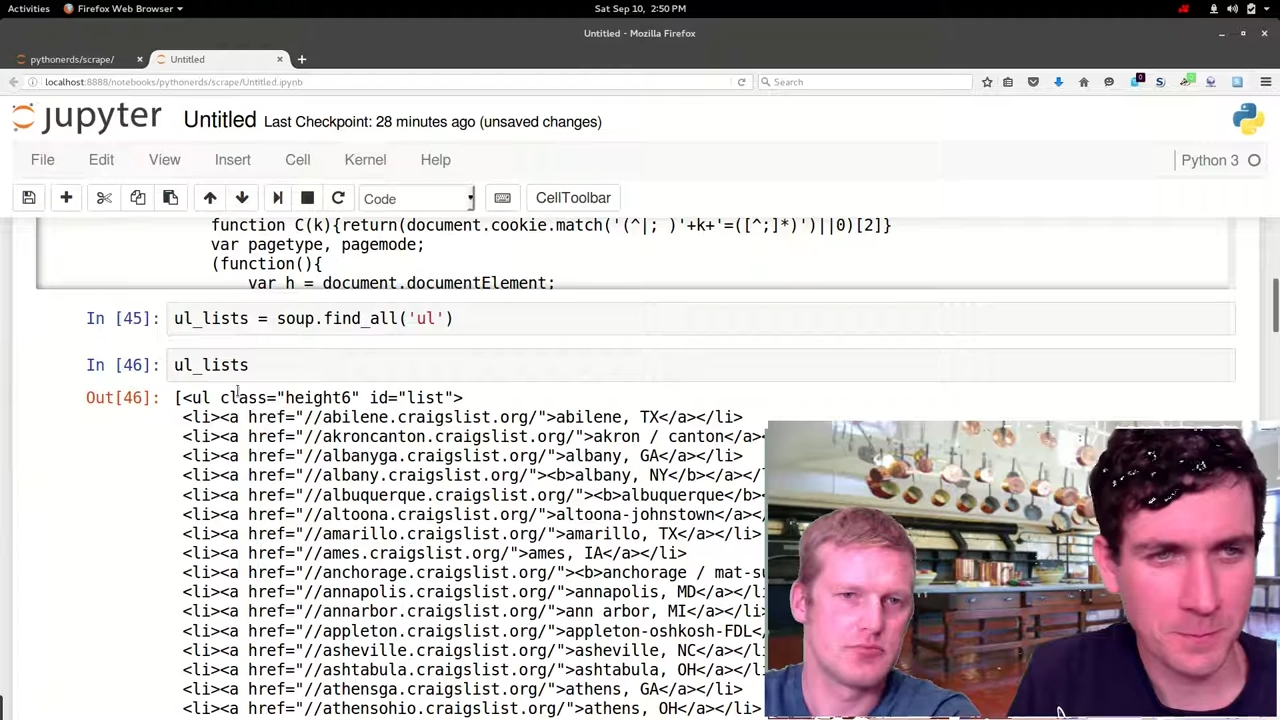 Activities Firefox Web Browser Sat Sep 10, 2:50 PM
Untitled - Mozilla Firefox
pythonerds/scrape/ Untitled
localhost:8888/notebooks/pythonerds/scrape/Untitled.ipynb Search 0
jupyter Untitled Last Checkpoint: 28 minutes ago (unsaved changes)
File Edit View Insert Cell Kernel Help Python 3
Code CellToolbar
function C(k){return(document.cookie.match('(^|; )'+k+'=([^;]*)')||0)[2]}
var pagetype, pagemode;
(function(){
var h = document.documentElement;
In [45]: ul_lists = soup.find_all('ul')
In [46]: ul_lists
Out[46]: [<ul class="height6" id="list">
<li><a href="//abilene.craigslist.org/">abilene, TX</a></li>
<li><a href="//akroncanton.craigslist.org/">akron / canton</a><
<li><a href="//albanyga.craigslist.org/">albany, GA</a></li>
<li><a href="//albany.craigslist.org/"><b>albany, NY</b></a></l
<li><a href="//albuquerque.craigslist.org/"><b>albuquerque</b><
<li><a href="//altoona.craigslist.org/">altoona-johnstown</a><
<li><a href="//amarillo.craigslist.org/">amarillo, TX</a></li>
<li><a href="//ames.craigslist.org/">ames, IA</a></li>
<li><a href="//anchorage.craigslist.org/"><b>anchorage / mat-su
<li><a href="//annapolis.craigslist.org/">annapolis, MD</a></li
<li><a href="//annarbor.craigslist.org/">ann arbor, MI</a></li>
<li><a href="//appleton.craigslist.org/">appleton-oshkosh-FDL</
<li><a href="//asheville.craigslist.org/">asheville, NC</a></li
<li><a href="//ashtabula.craigslist.org/">ashtabula, OH</a></li
<li><a href="//athensga.craigslist.org/">athens, GA</a></li>
<li><a href="//athensohio.craigslist.org/">athens, OH</a></li>